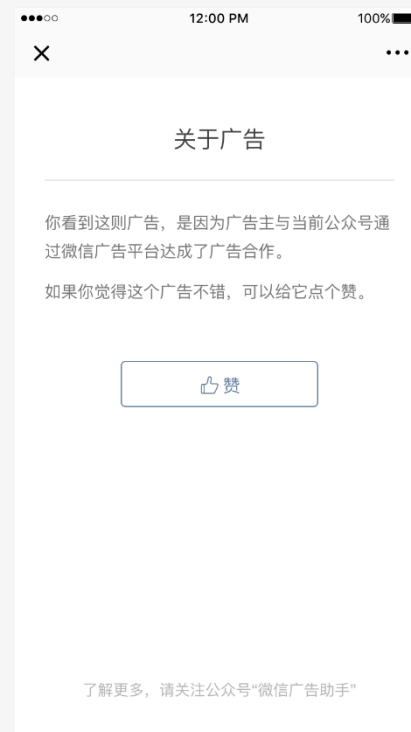 12:00 PM
100%
关于广告
你看到这则广告，是因为广告主与当前公众号通
过微信广告平台达成了广告合作。
如果你觉得这个广告不错，可以给它点个赞。
赞
了解更多，请关注公众号“微信广告助手”